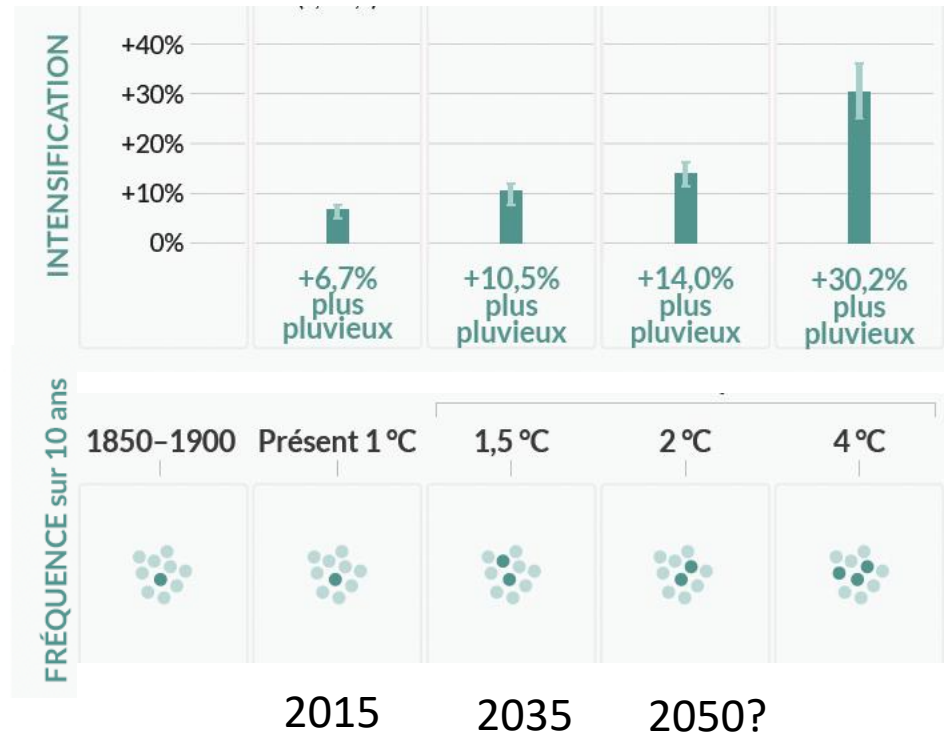 INTENSIFICATION
+40%
+30%
+20%
+10%
0%
+6,7%
plus
pluvieux
+10,5%
plus
pluvieux
+14,0%
plus
pluvieux
+30,2%
plus
pluvieux
FRÉQUENCE sur 10 ans
1850–1900
Présent 1 °C
1,5 °C
2 °C
4 °C
2015
2035
2050?